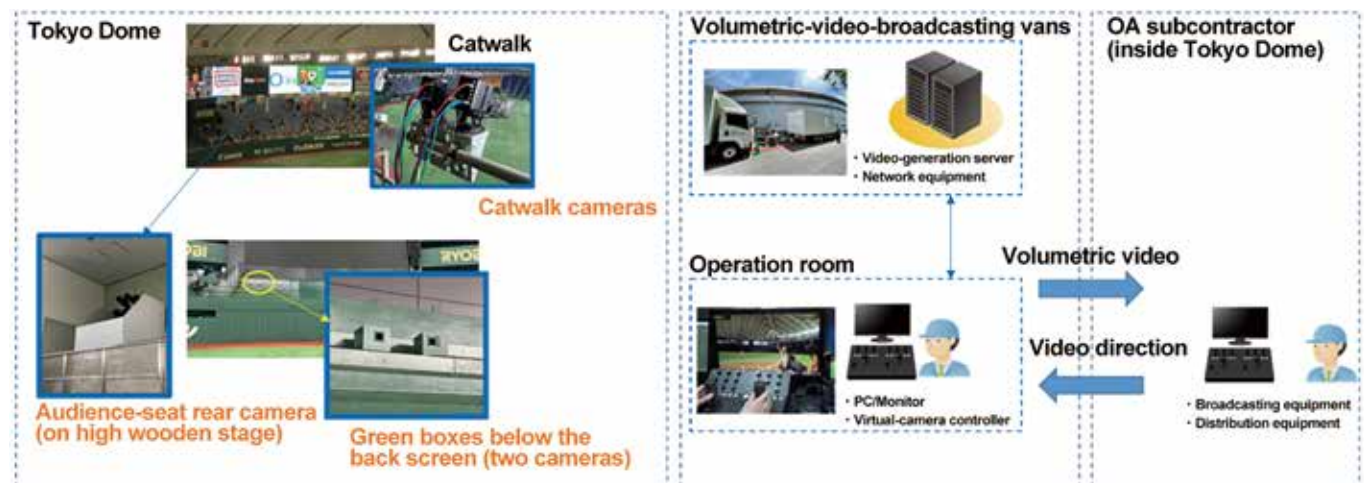 Tokyo Dome
Catwalk
Catwalk cameras
RYOBI
Audience-seat rear camera
(on high wooden stage)
Green boxes below the
back screen (two cameras)
Volumetric-video-broadcasting vans
・Video-generation server
・Network equipment
Operation room
・PC/Monitor
・Virtual-camera controller
Volumetric video
Video direction
OA subcontractor
(inside Tokyo Dome)
・Broadcasting equipment
・Distribution equipment